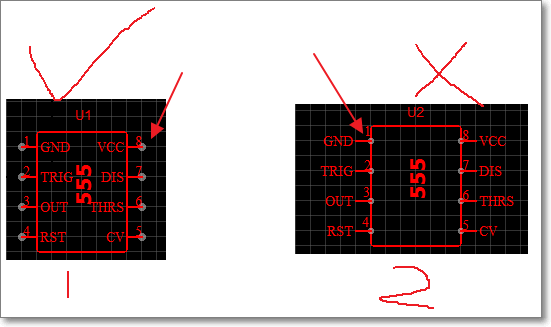 U1
1 GND VCC 8
2 TRIG DIS 7
3 OUT THRS 6
4 RST CV 5
555
1
U2
GND 1 8 VCC
TRIG 2 7 DIS
OUT 3 6 THRS
RST 4 5 CV
555
2